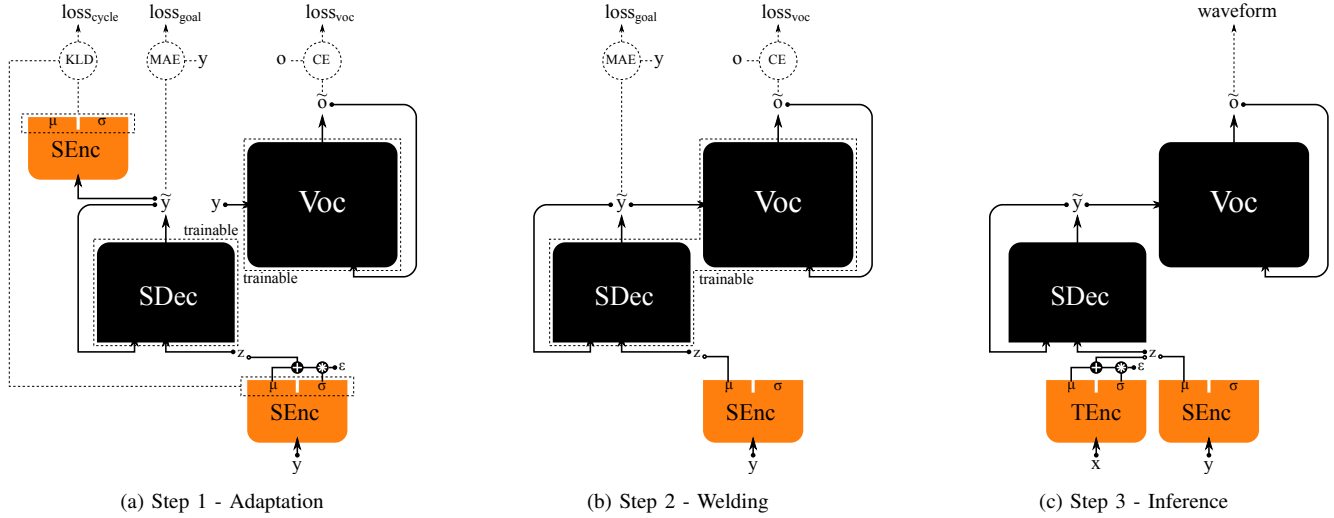 loss_cycle loss_goal loss_voc
KLD MAE y o CE
õ
μ σ
SEnc
Voc
ỹ y
trainable
trainable
SDec
z
ε
μ σ
SEnc
y
(a) Step 1 - Adaptation
loss_goal loss_voc
MAE y o CE
õ
Voc
ỹ
trainable
SDec
z
μ σ
SEnc
y
(b) Step 2 - Welding
waveform
õ
Voc
ỹ
SDec
z
ε
μ σ μ σ
TEnc SEnc
x y
(c) Step 3 - Inference